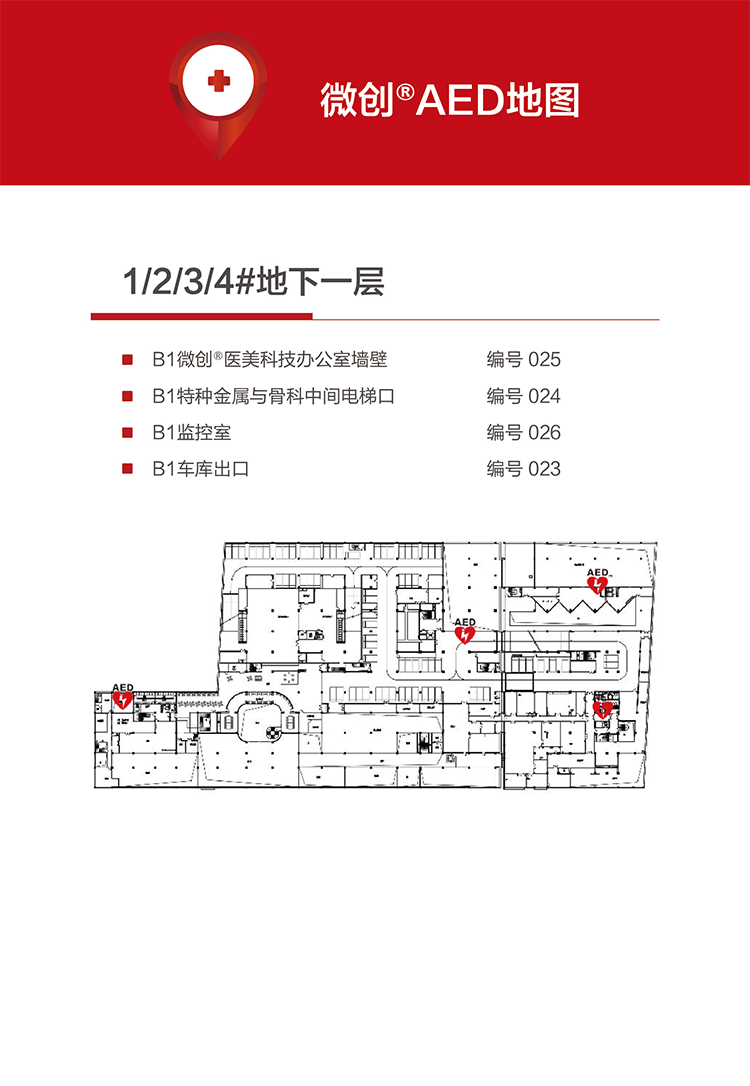 微创®AED地图
1/2/3/4#地下一层
B1微创®医美科技办公室墙壁 编号 025
B1特种金属与骨科中间电梯口 编号 024
B1监控室 编号 026
B1车库出口 编号 023
AED
AED
AED
AED